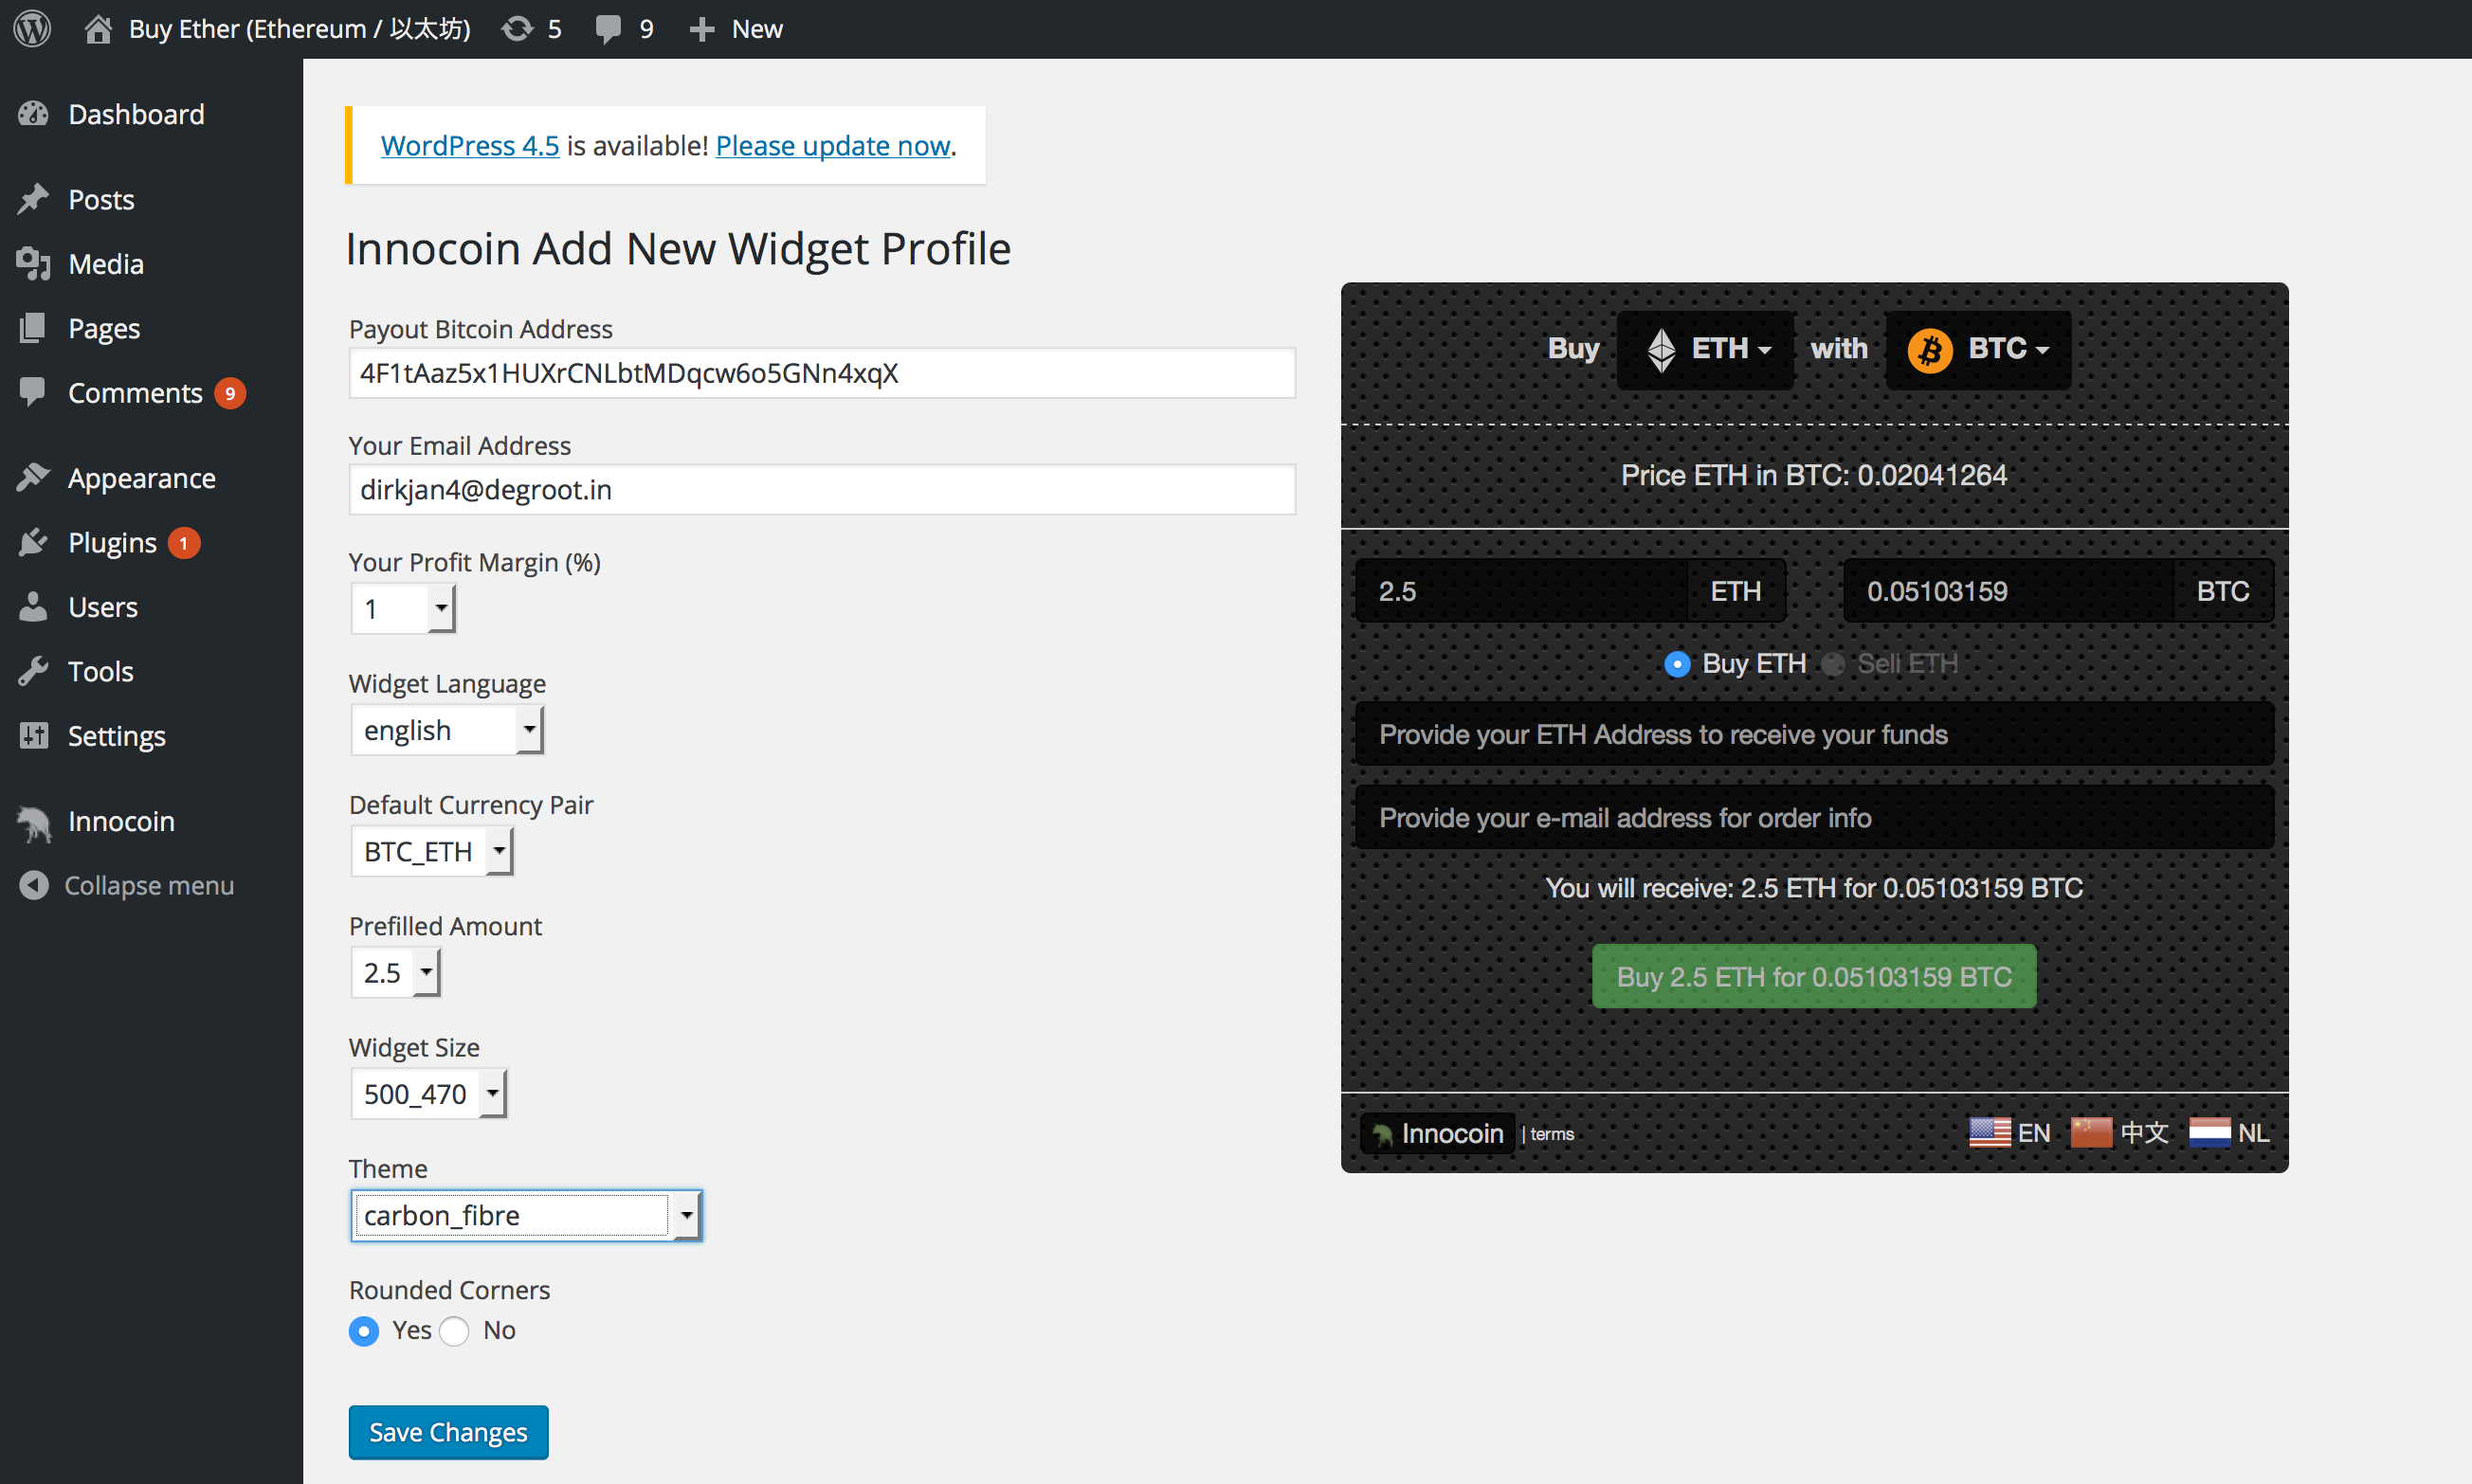 Buy Ether (Ethereum / 以太坊) 5 9 New
Dashboard
Posts
Media
Pages
Comments 9
Appearance
Plugins 1
Users
Tools
Settings
Innocoin
Collapse menu
WordPress 4.5 is available! Please update now.
Innocoin Add New Widget Profile
Payout Bitcoin Address
4F1tAaz5x1HUXrCNLbtMDqcw6o5GNn4xqX
Your Email Address
dirkjan4@degroot.in
Your Profit Margin (%)
1
Widget Language
english
Default Currency Pair
BTC_ETH
Prefilled Amount
2.5
Widget Size
500_470
Theme
carbon_fibre
Rounded Corners
Yes No
Save Changes
Buy ETH with BTC
Price ETH in BTC: 0.02041264
2.5 ETH 0.05103159 BTC
Buy ETH Sell ETH
Provide your ETH Address to receive your funds
Provide your e-mail address for order info
You will receive: 2.5 ETH for 0.05103159 BTC
Buy 2.5 ETH for 0.05103159 BTC
Innocoin | terms EN 中文 NL